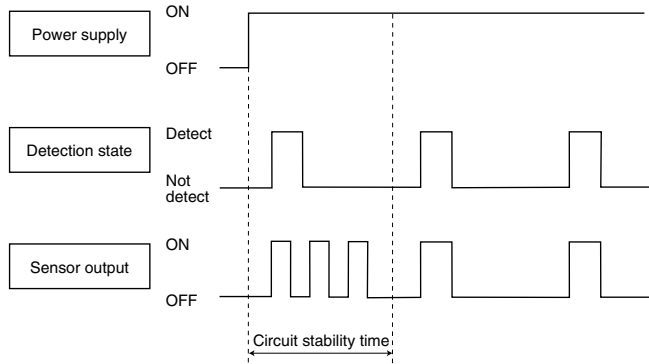 Power supply
ON
OFF
Detection state
Detect
Not
detect
Sensor output
ON
OFF
Circuit stability time